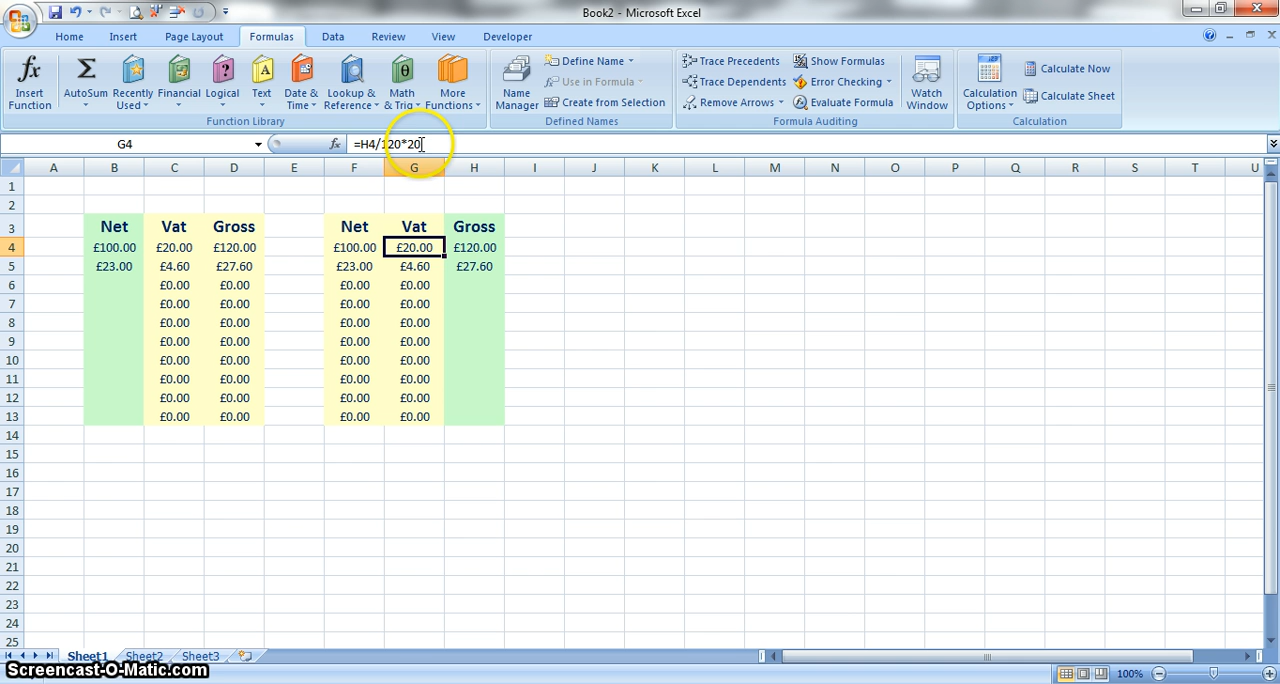 Book2 - Microsoft Excel
Home Insert Page Layout Formulas Data Review View Developer
fx Σ A ? θ
Insert Function
AutoSum
Recently Used
Financial
Logical
Text
Date & Time
Lookup & Reference
Math & Trig
More Functions
Function Library
Name Manager
Define Name
Use in Formula
Create from Selection
Defined Names
Trace Precedents
Trace Dependents
Remove Arrows
Show Formulas
Error Checking
Evaluate Formula
Formula Auditing
Watch Window
Calculation Options
Calculate Now
Calculate Sheet
Calculation
G4 fx =H4/120*20
A B C D E F G H I J K L M N O P Q R S T U
1
2
3 Net Vat Gross Net Vat Gross
4 £100.00 £20.00 £120.00 £100.00 £20.00 £120.00
5 £23.00 £4.60 £27.60 £23.00 £4.60 £27.60
6 £0.00 £0.00 £0.00 £0.00
7 £0.00 £0.00 £0.00 £0.00
8 £0.00 £0.00 £0.00 £0.00
9 £0.00 £0.00 £0.00 £0.00
10 £0.00 £0.00 £0.00 £0.00
11 £0.00 £0.00 £0.00 £0.00
12 £0.00 £0.00 £0.00 £0.00
13 £0.00 £0.00 £0.00 £0.00
14
15
16
17
18
19
20
21
22
23
24
25
Sheet1 Sheet2 Sheet3
Screencast-O-Matic.com
100%